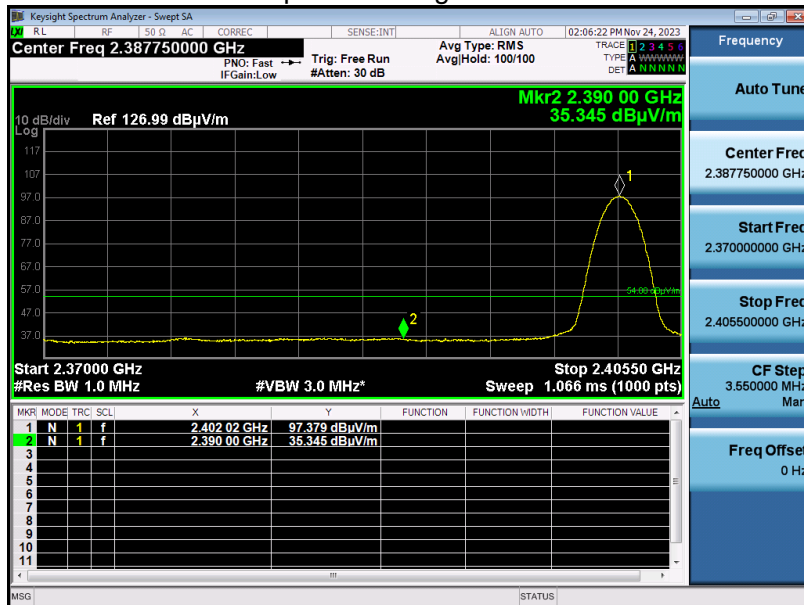 Keysight Spectrum Analyzer - Swept SA
RL RF 50 Ω AC CORREC SENSE:INT ALIGN AUTO 02:06:22 PM Nov 24, 2023
Center Freq 2.387750000 GHz
PNO: Fast
IFGain:Low
Trig: Free Run
#Atten: 30 dB
Avg Type: RMS
Avg|Hold: 100/100
TRACE 1 2 3 4 5 6
TYPE A W W W W W
DET A N N N N N
Mkr2 2.390 00 GHz
35.345 dBµV/m
10 dB/div
Log
Ref 126.99 dBµV/m
117
107
97.0
87.0
77.0
67.0
57.0
47.0
37.0
1
2
54.00 dBµV/m
Start 2.37000 GHz
Stop 2.40550 GHz
#Res BW 1.0 MHz #VBW 3.0 MHz* Sweep 1.066 ms (1000 pts)
MKR MODE TRC SCL X Y FUNCTION FUNCTION WIDTH FUNCTION VALUE
1 N 1 f 2.402 02 GHz 97.379 dBµV/m
2 N 1 f 2.390 00 GHz 35.345 dBµV/m
3
4
5
6
7
8
9
10
11
MSG STATUS
Frequency
Auto Tune
Center Freq
2.387750000 GHz
Start Freq
2.370000000 GHz
Stop Freq
2.405500000 GHz
CF Step
3.550000 MHz
Auto Man
Freq Offset
0 Hz